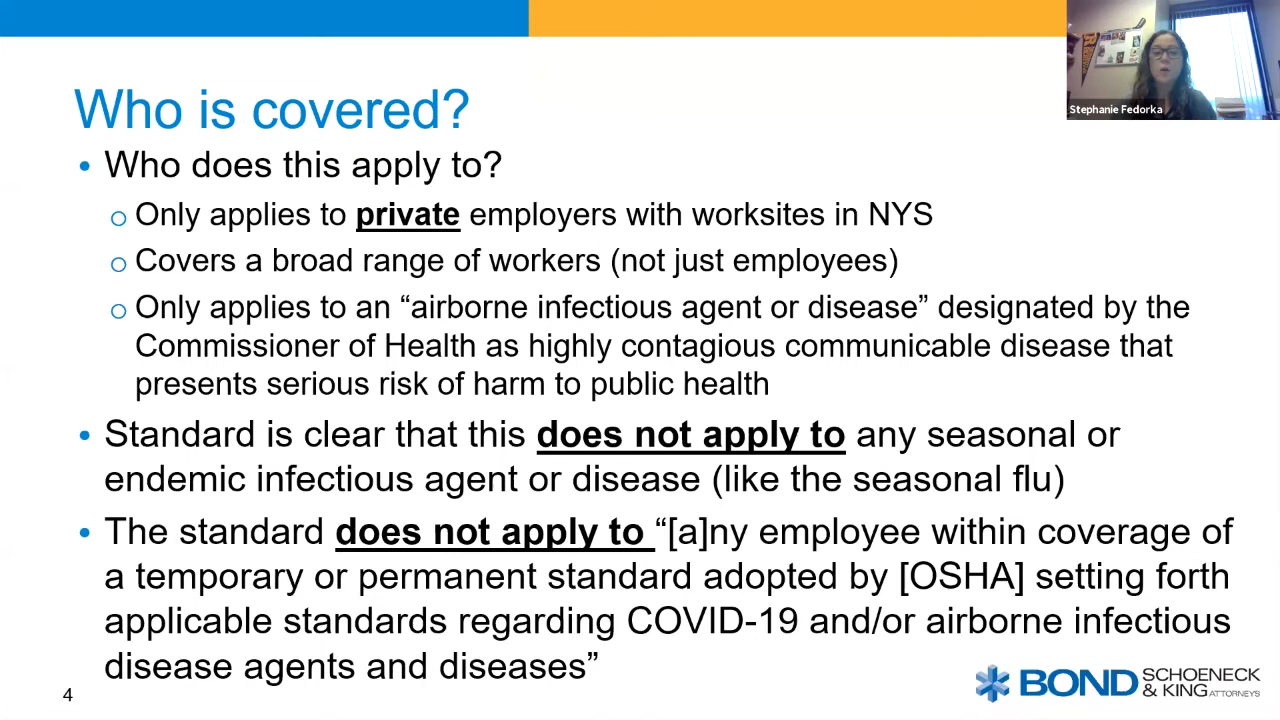 Stephanie Fedorka
Who is covered?
• Who does this apply to?
o Only applies to private employers with worksites in NYS
o Covers a broad range of workers (not just employees)
o Only applies to an “airborne infectious agent or disease” designated by the
Commissioner of Health as highly contagious communicable disease that
presents serious risk of harm to public health
• Standard is clear that this does not apply to any seasonal or
endemic infectious agent or disease (like the seasonal flu)
• The standard does not apply to “[a]ny employee within coverage of
a temporary or permanent standard adopted by [OSHA] setting forth
applicable standards regarding COVID-19 and/or airborne infectious
disease agents and diseases”
4
BOND SCHOENECK
& KING ATTORNEYS